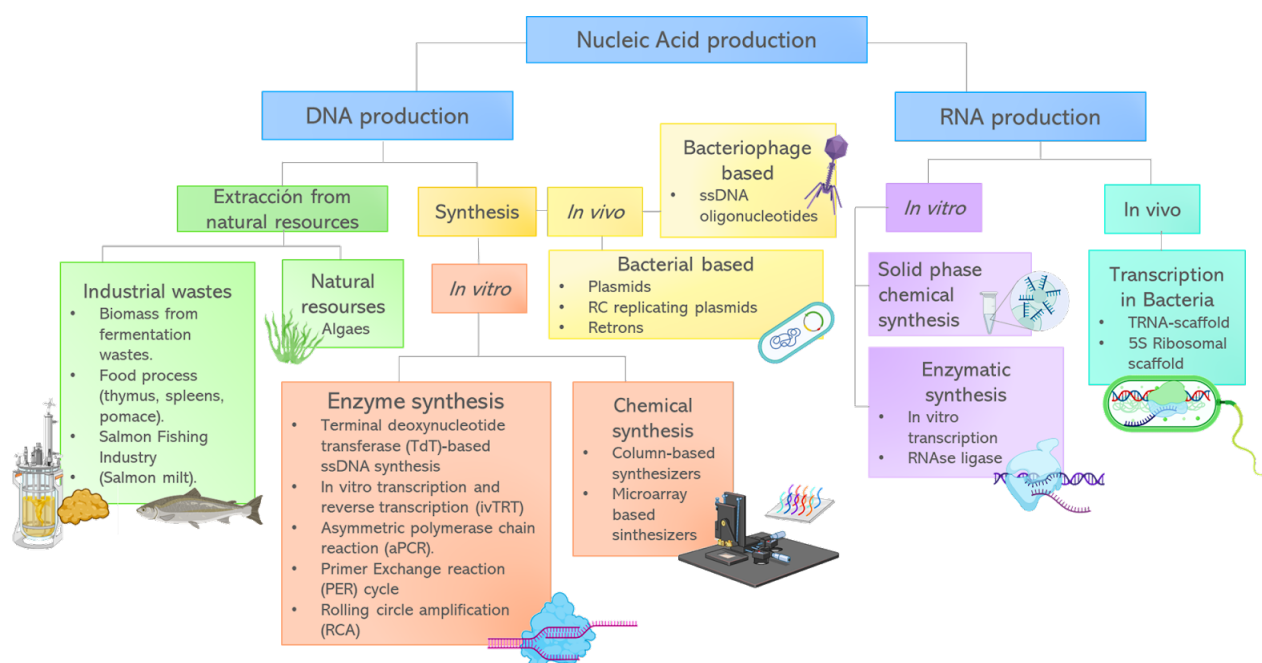 Nucleic Acid production
DNA production
RNA production
Extracción from
natural resources
Synthesis
In vivo
Bacteriophage
based
• ssDNA
oligonucleotides
In vitro
In vivo
Industrial wastes
• Biomass from
fermentation
wastes.
• Food process
(thymus, spleens,
pomace).
• Salmon Fishing
Industry
• (Salmon milt).
Natural
resourses
Algaes
In vitro
Bacterial based
• Plasmids
• RC replicating plasmids
• Retrons
Solid phase
chemical
synthesis
Transcription
in Bacteria
• TRNA-scaffold
• 5S Ribosomal
scaffold
Enzyme synthesis
• Terminal deoxynucleotide
transferase (TdT)-based
ssDNA synthesis
• In vitro transcription and
reverse transcription (ivTRT)
• Asymmetric polymerase chain
reaction (aPCR).
• Primer Exchange reaction
(PER) cycle
• Rolling circle amplification
(RCA)
Chemical
synthesis
• Column-based
synthesizers
• Microarray
based
sinthesizers
Enzymatic
synthesis
• In vitro
transcription
• RNAse ligase